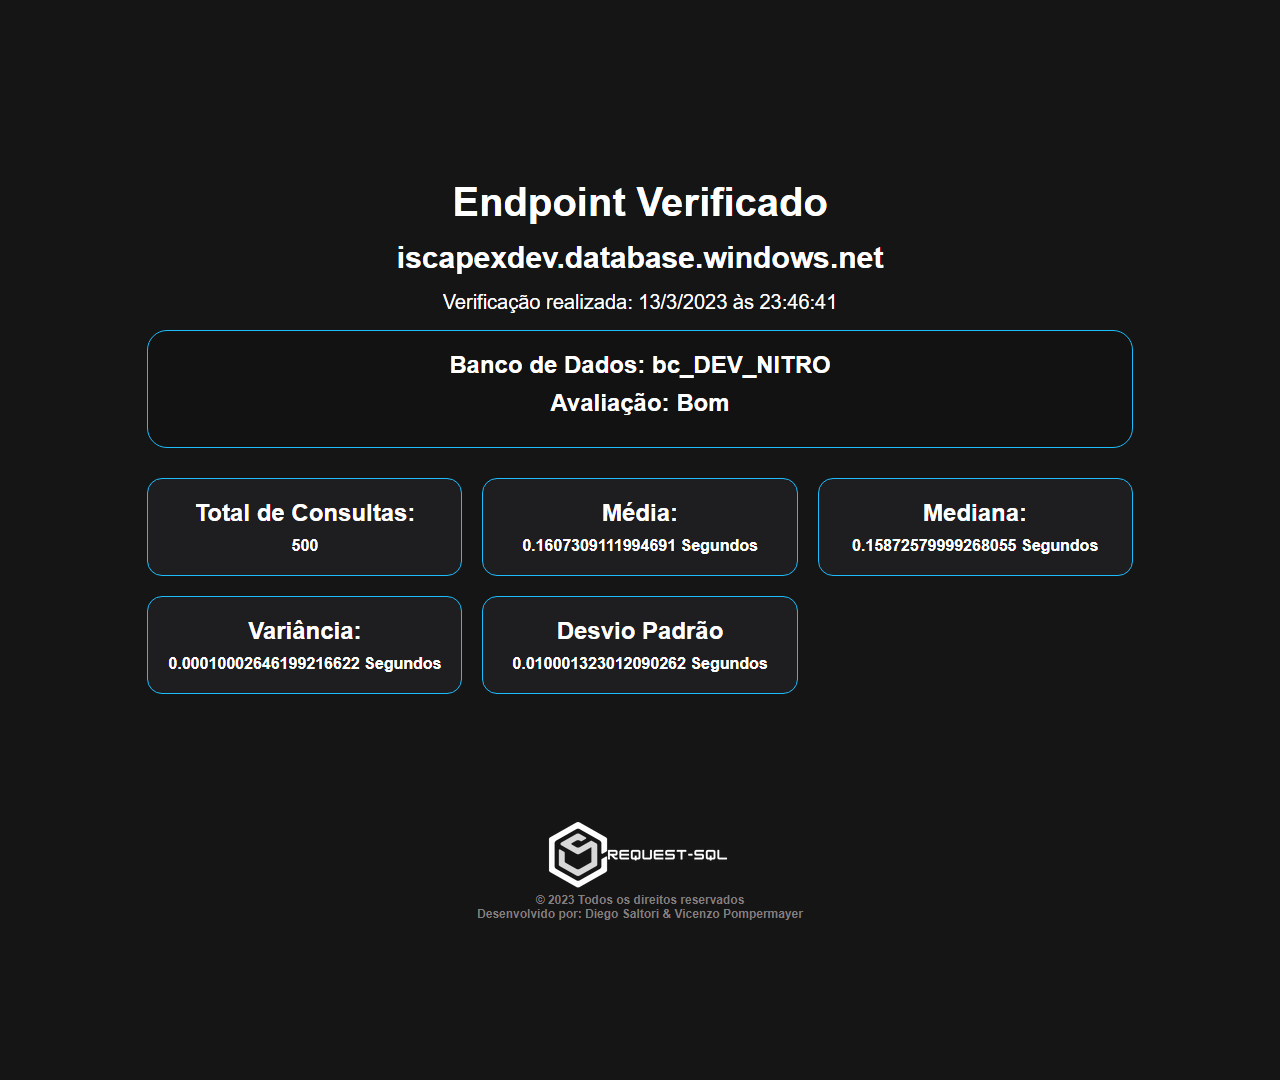 Endpoint Verificado
iscapexdev.database.windows.net
Verificação realizada: 13/3/2023 às 23:46:41
Banco de Dados: bc_DEV_NITRO
Avaliação: Bom
Total de Consultas:
500
Média:
0.1607309111994691 Segundos
Mediana:
0.15872579999268055 Segundos
Variância:
0.00010002646199216622 Segundos
Desvio Padrão
0.010001323012090262 Segundos
REQUEST-SQL
© 2023 Todos os direitos reservados
Desenvolvido por: Diego Saltori & Vicenzo Pompermayer